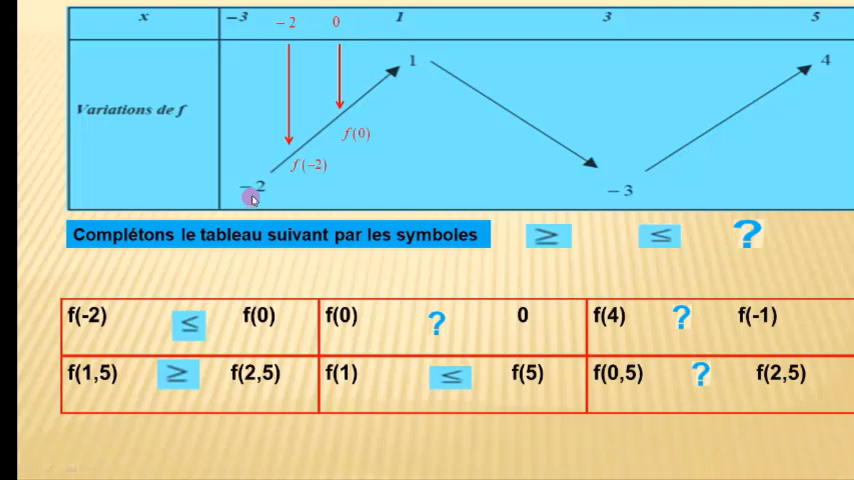 x −3 −2 0 1 3 5
1 4
Variations de f
f(0)
f(−2)
−2 −3
Complétons le tableau suivant par les symboles ≥ ≤ ?
f(-2) ≤ f(0) f(0) ? 0 f(4) ? f(-1)
f(1,5) ≥ f(2,5) f(1) ≤ f(5) f(0,5) ? f(2,5)